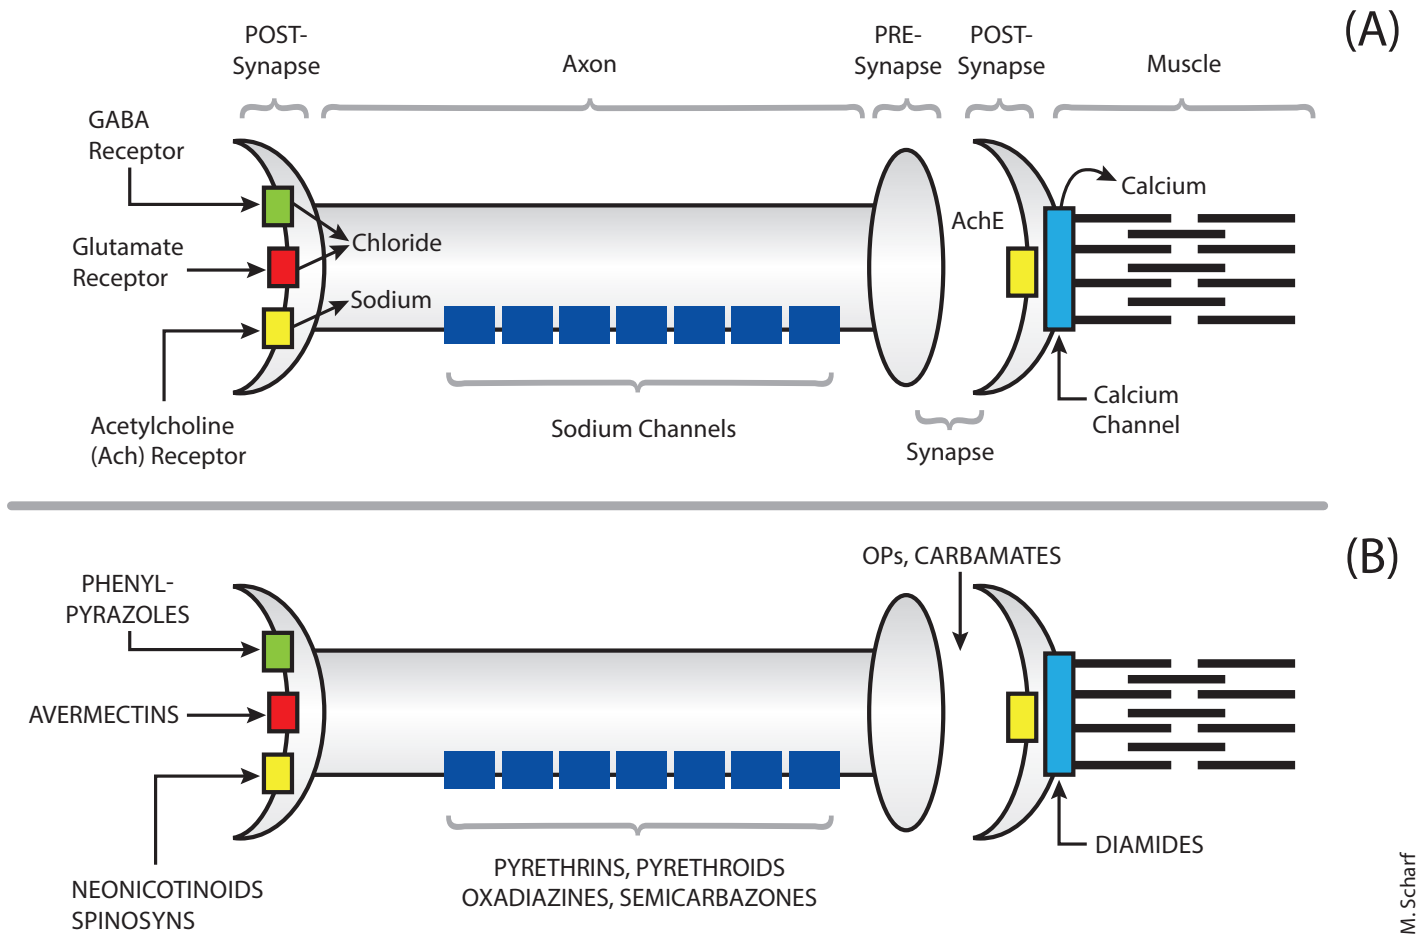 (A)
POST-
Synapse
Axon
PRE-
Synapse
POST-
Synapse
Muscle
GABA
Receptor
Glutamate
Receptor
Chloride
Sodium
AchE
Calcium
Acetylcholine
(Ach) Receptor
Sodium Channels
Synapse
Calcium
Channel
(B)
PHENYL-
PYRAZOLES
OPs, CARBAMATES
AVERMECTINS
NEONICOTINOIDS
SPINOSYNS
PYRETHRINS, PYRETHROIDS
OXADIAZINES, SEMICARBAZONES
DIAMIDES
M. Scharf